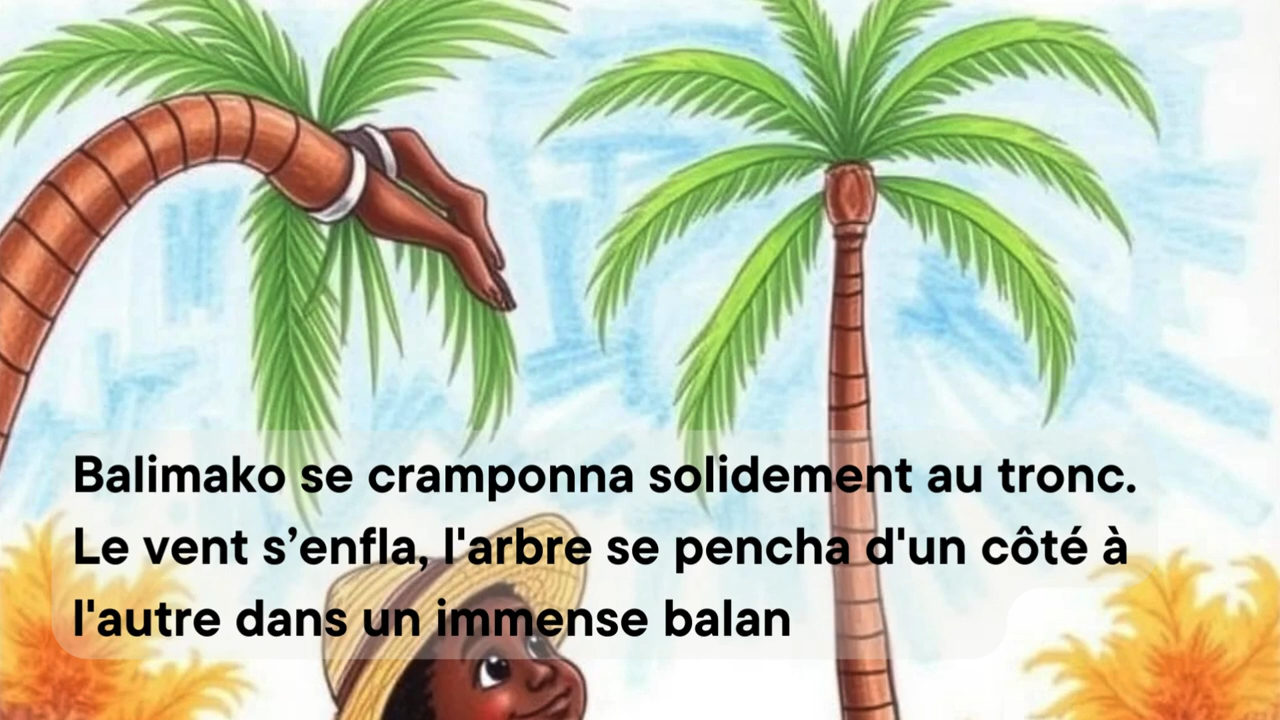 Balimako se cramponna solidement au tronc.
Le vent s’enfla, l'arbre se pencha d'un côté à
l'autre dans un immense balan